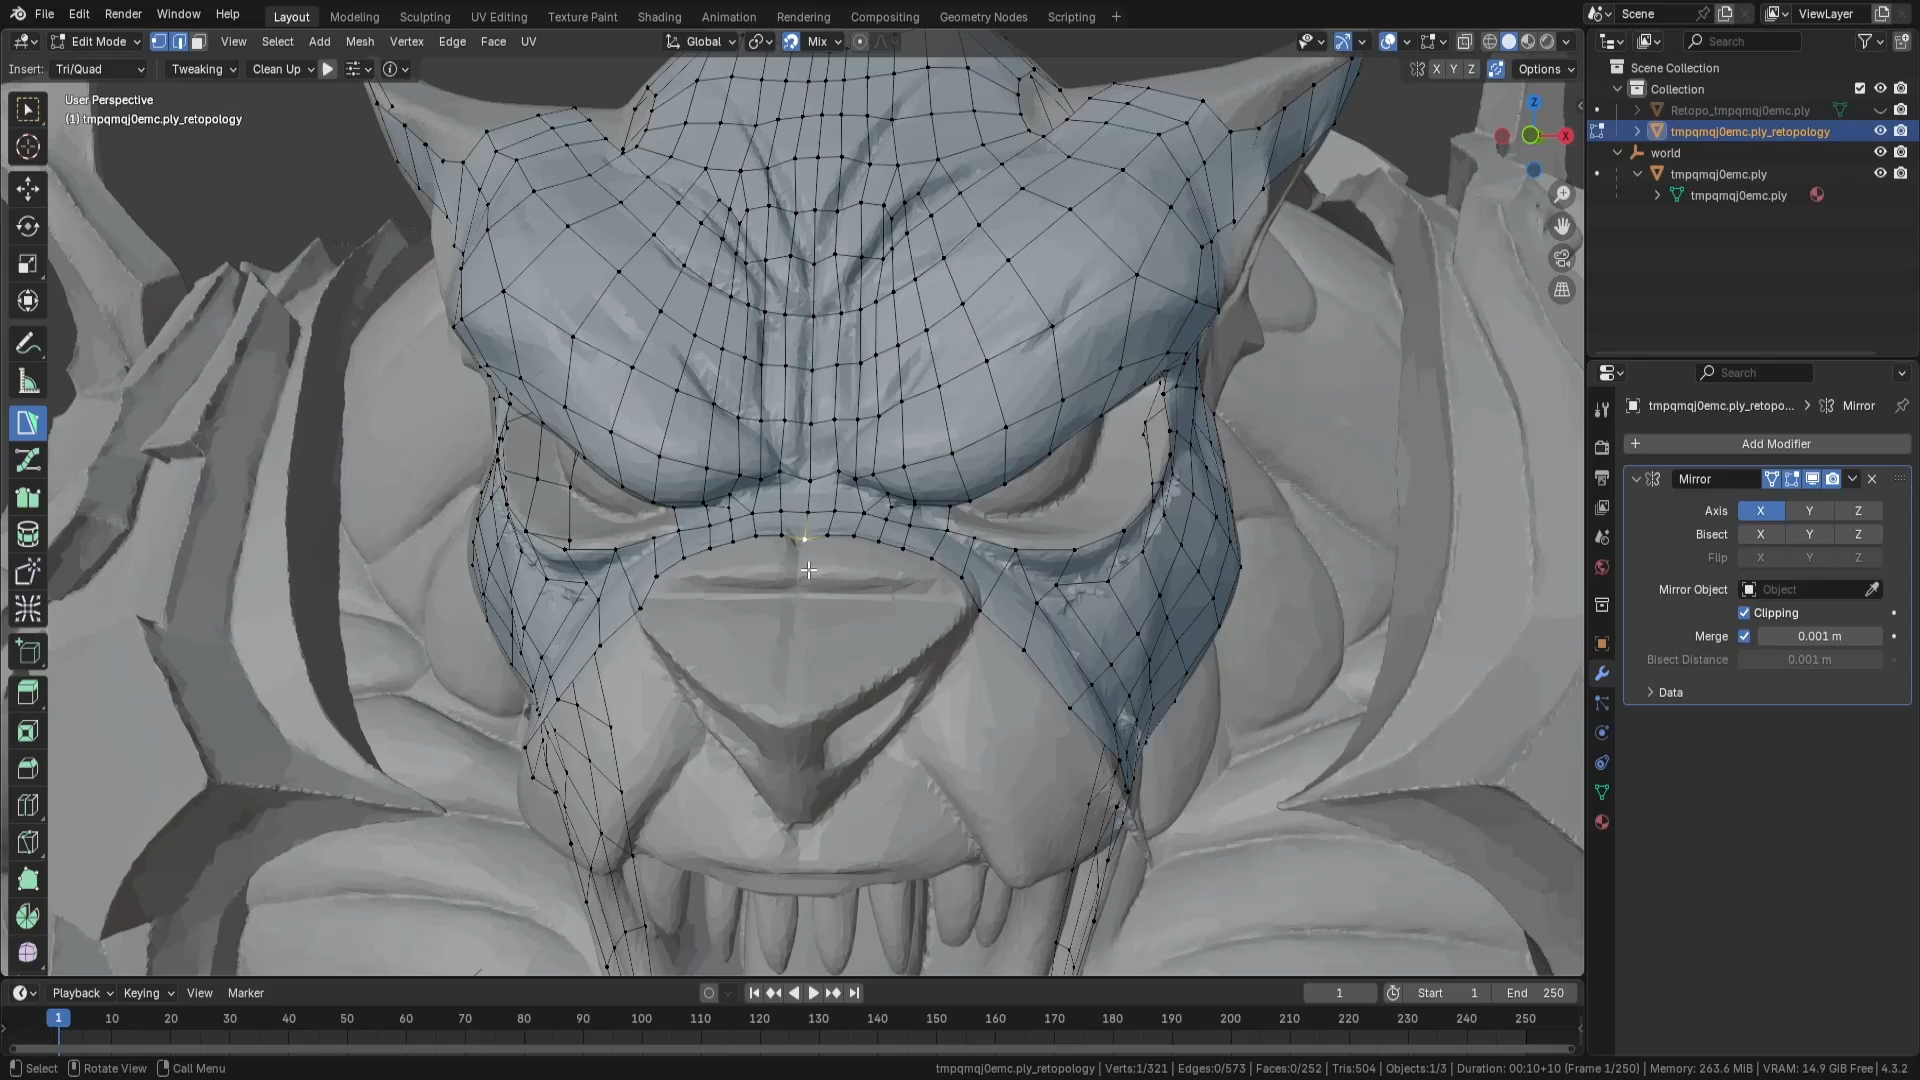 File Edit Render Window Help Layout Modeling Sculpting UV Editing Texture Paint Shading Animation Rendering Compositing Geometry Nodes Scripting + Scene ViewLayer
Edit Mode View Select Add Mesh Vertex Edge Face UV Global Mix Search
Insert: Tri/Quad Tweaking Clean Up X Y Z Options
Scene Collection
Collection
Retopo_tmpqmqj0emc.ply
tmpqmqj0emc.ply_retopology
world
tmpqmqj0emc.ply
tmpqmqj0emc.ply
User Perspective
(1) tmpqmqj0emc.ply_retopology
Z
X
Search
tmpqmqj0emc.ply_retopo... > Mirror
+ Add Modifier
Mirror
Axis X Y Z
Bisect X Y Z
Flip X Y Z
Mirror Object Object
Clipping
Merge 0.001 m
Bisect Distance 0.001 m
Data
Playback Keying View Marker 1 Start 1 End 250
1 10 20 30 40 50 60 70 80 90 100 110 120 130 140 150 160 170 180 190 200 210 220 230 240 250
Select Rotate View Call Menu tmpqmqj0emc.ply_retopology | Verts:1/321 | Edges:0/573 | Faces:0/252 | Tris:504 | Objects:1/3 | Duration: 00:10+10 (Frame 1/250) | Memory: 263.6 MiB | VRAM: 14.9 GiB Free | 4.3.2